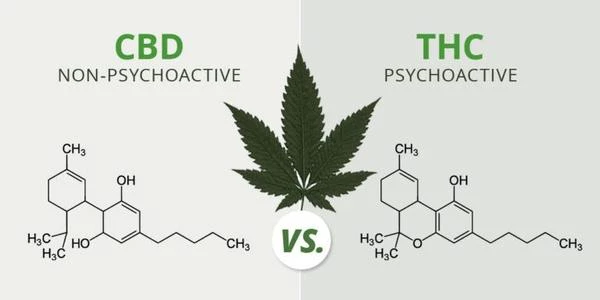 CBD
NON-PSYCHOACTIVE
CH₃
OH
HO
H₃C
H₃C
CH₃
VS.
THC
PSYCHOACTIVE
CH₃
OH
H₃C
H₃C
O
CH₃